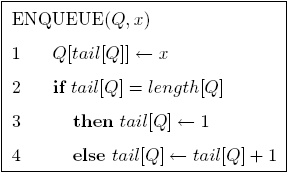 ENQUEUE(Q, x)
1 Q[tail[Q]] ← x
2 if tail[Q] = length[Q]
3 then tail[Q] ← 1
4 else tail[Q] ← tail[Q] + 1